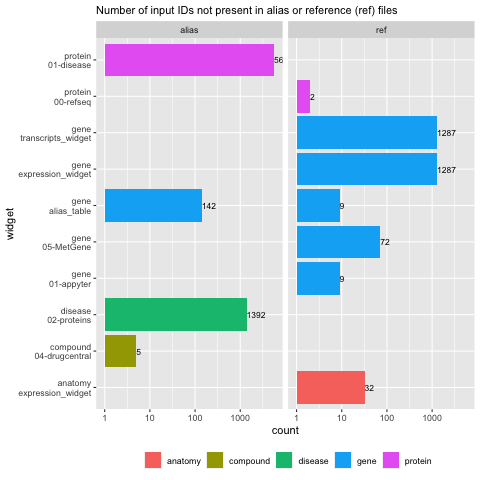 Number of input IDs not present in alias or reference (ref) files
alias
ref
widget
protein
01-disease
protein
00-refseq
gene
transcripts_widget
gene
expression_widget
gene
alias_table
gene
05-MetGene
gene
01-appyter
disease
02-proteins
compound
04-drugcentral
anatomy
expression_widget
56
142
1392
5
2
1287
1287
9
72
9
32
1 10 100 1000
1 10 100 1000
count
anatomy compound disease gene protein